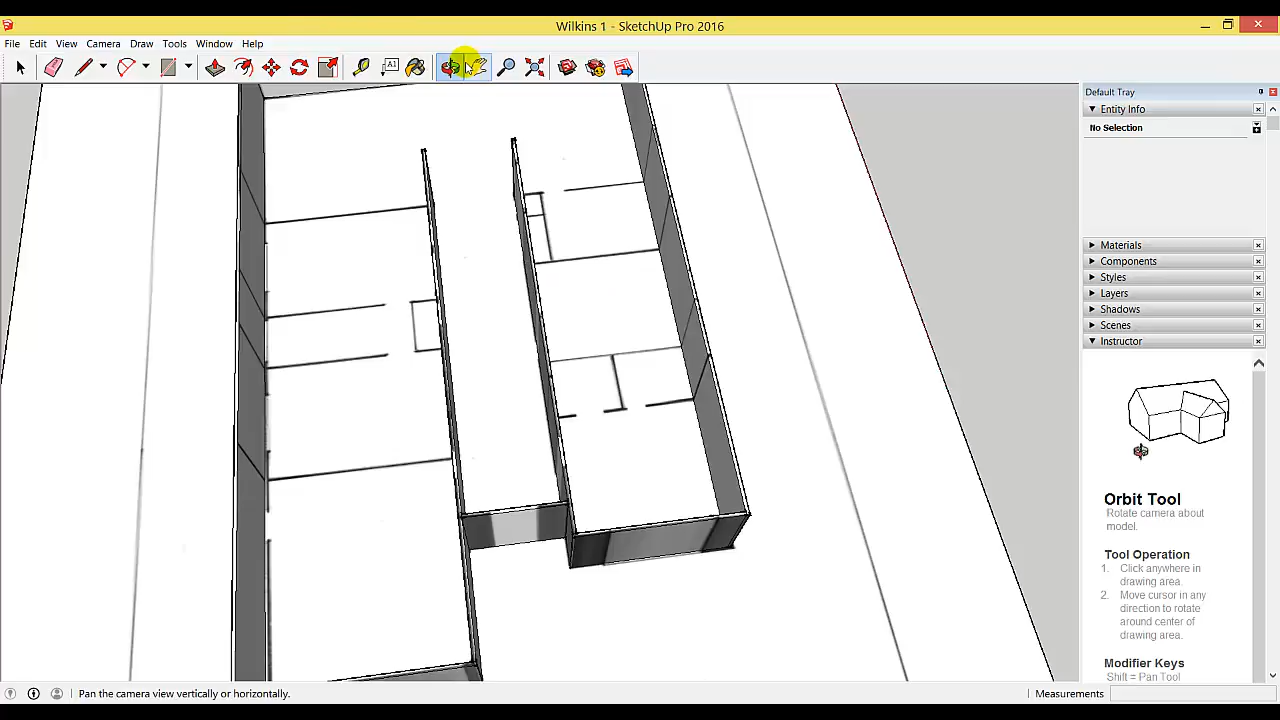 Wilkins 1 - SketchUp Pro 2016
File Edit View Camera Draw Tools Window Help
A1
Default Tray
Entity Info
No Selection
Materials
Components
Styles
Layers
Shadows
Scenes
Instructor
Orbit Tool
Rotate camera about
model.
Tool Operation
1. Click anywhere in
drawing area.
2. Move cursor in any
direction to rotate
around center of
drawing area.
Modifier Keys
Shift = Pan Tool
Pan the camera view vertically or horizontally.
Measurements